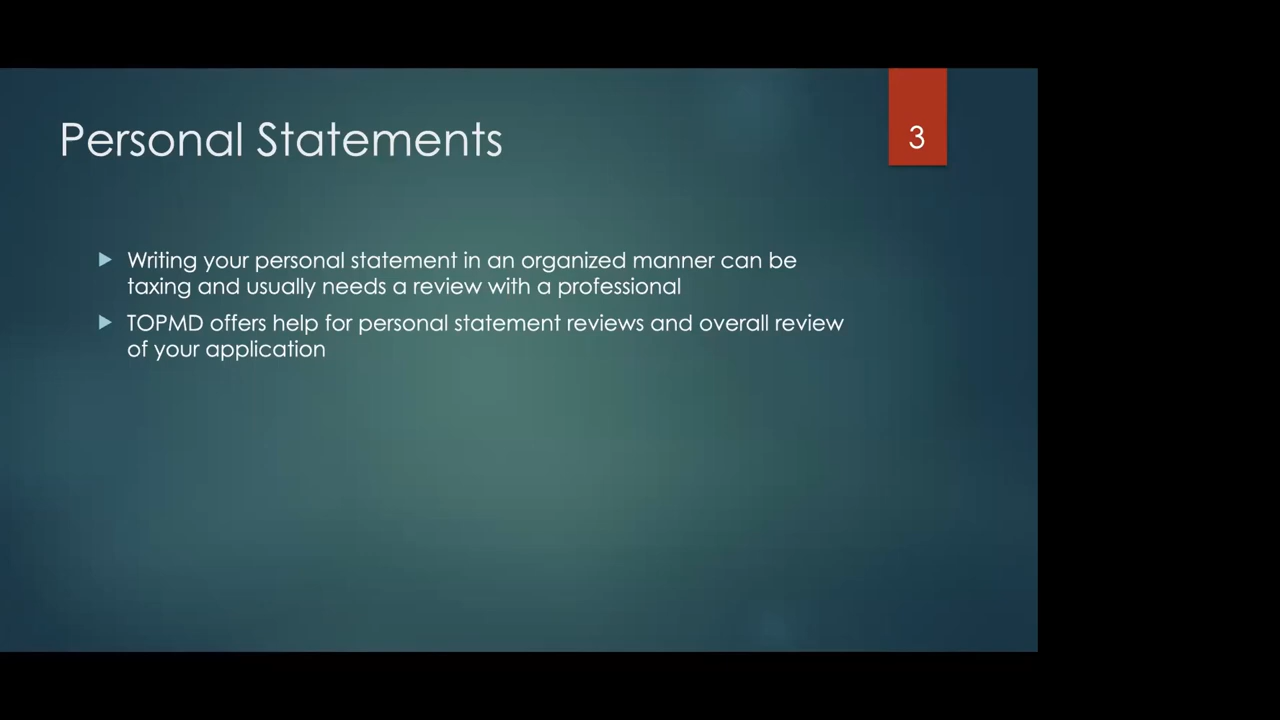 Personal Statements
3
Writing your personal statement in an organized manner can be
taxing and usually needs a review with a professional
TOPMD offers help for personal statement reviews and overall review
of your application